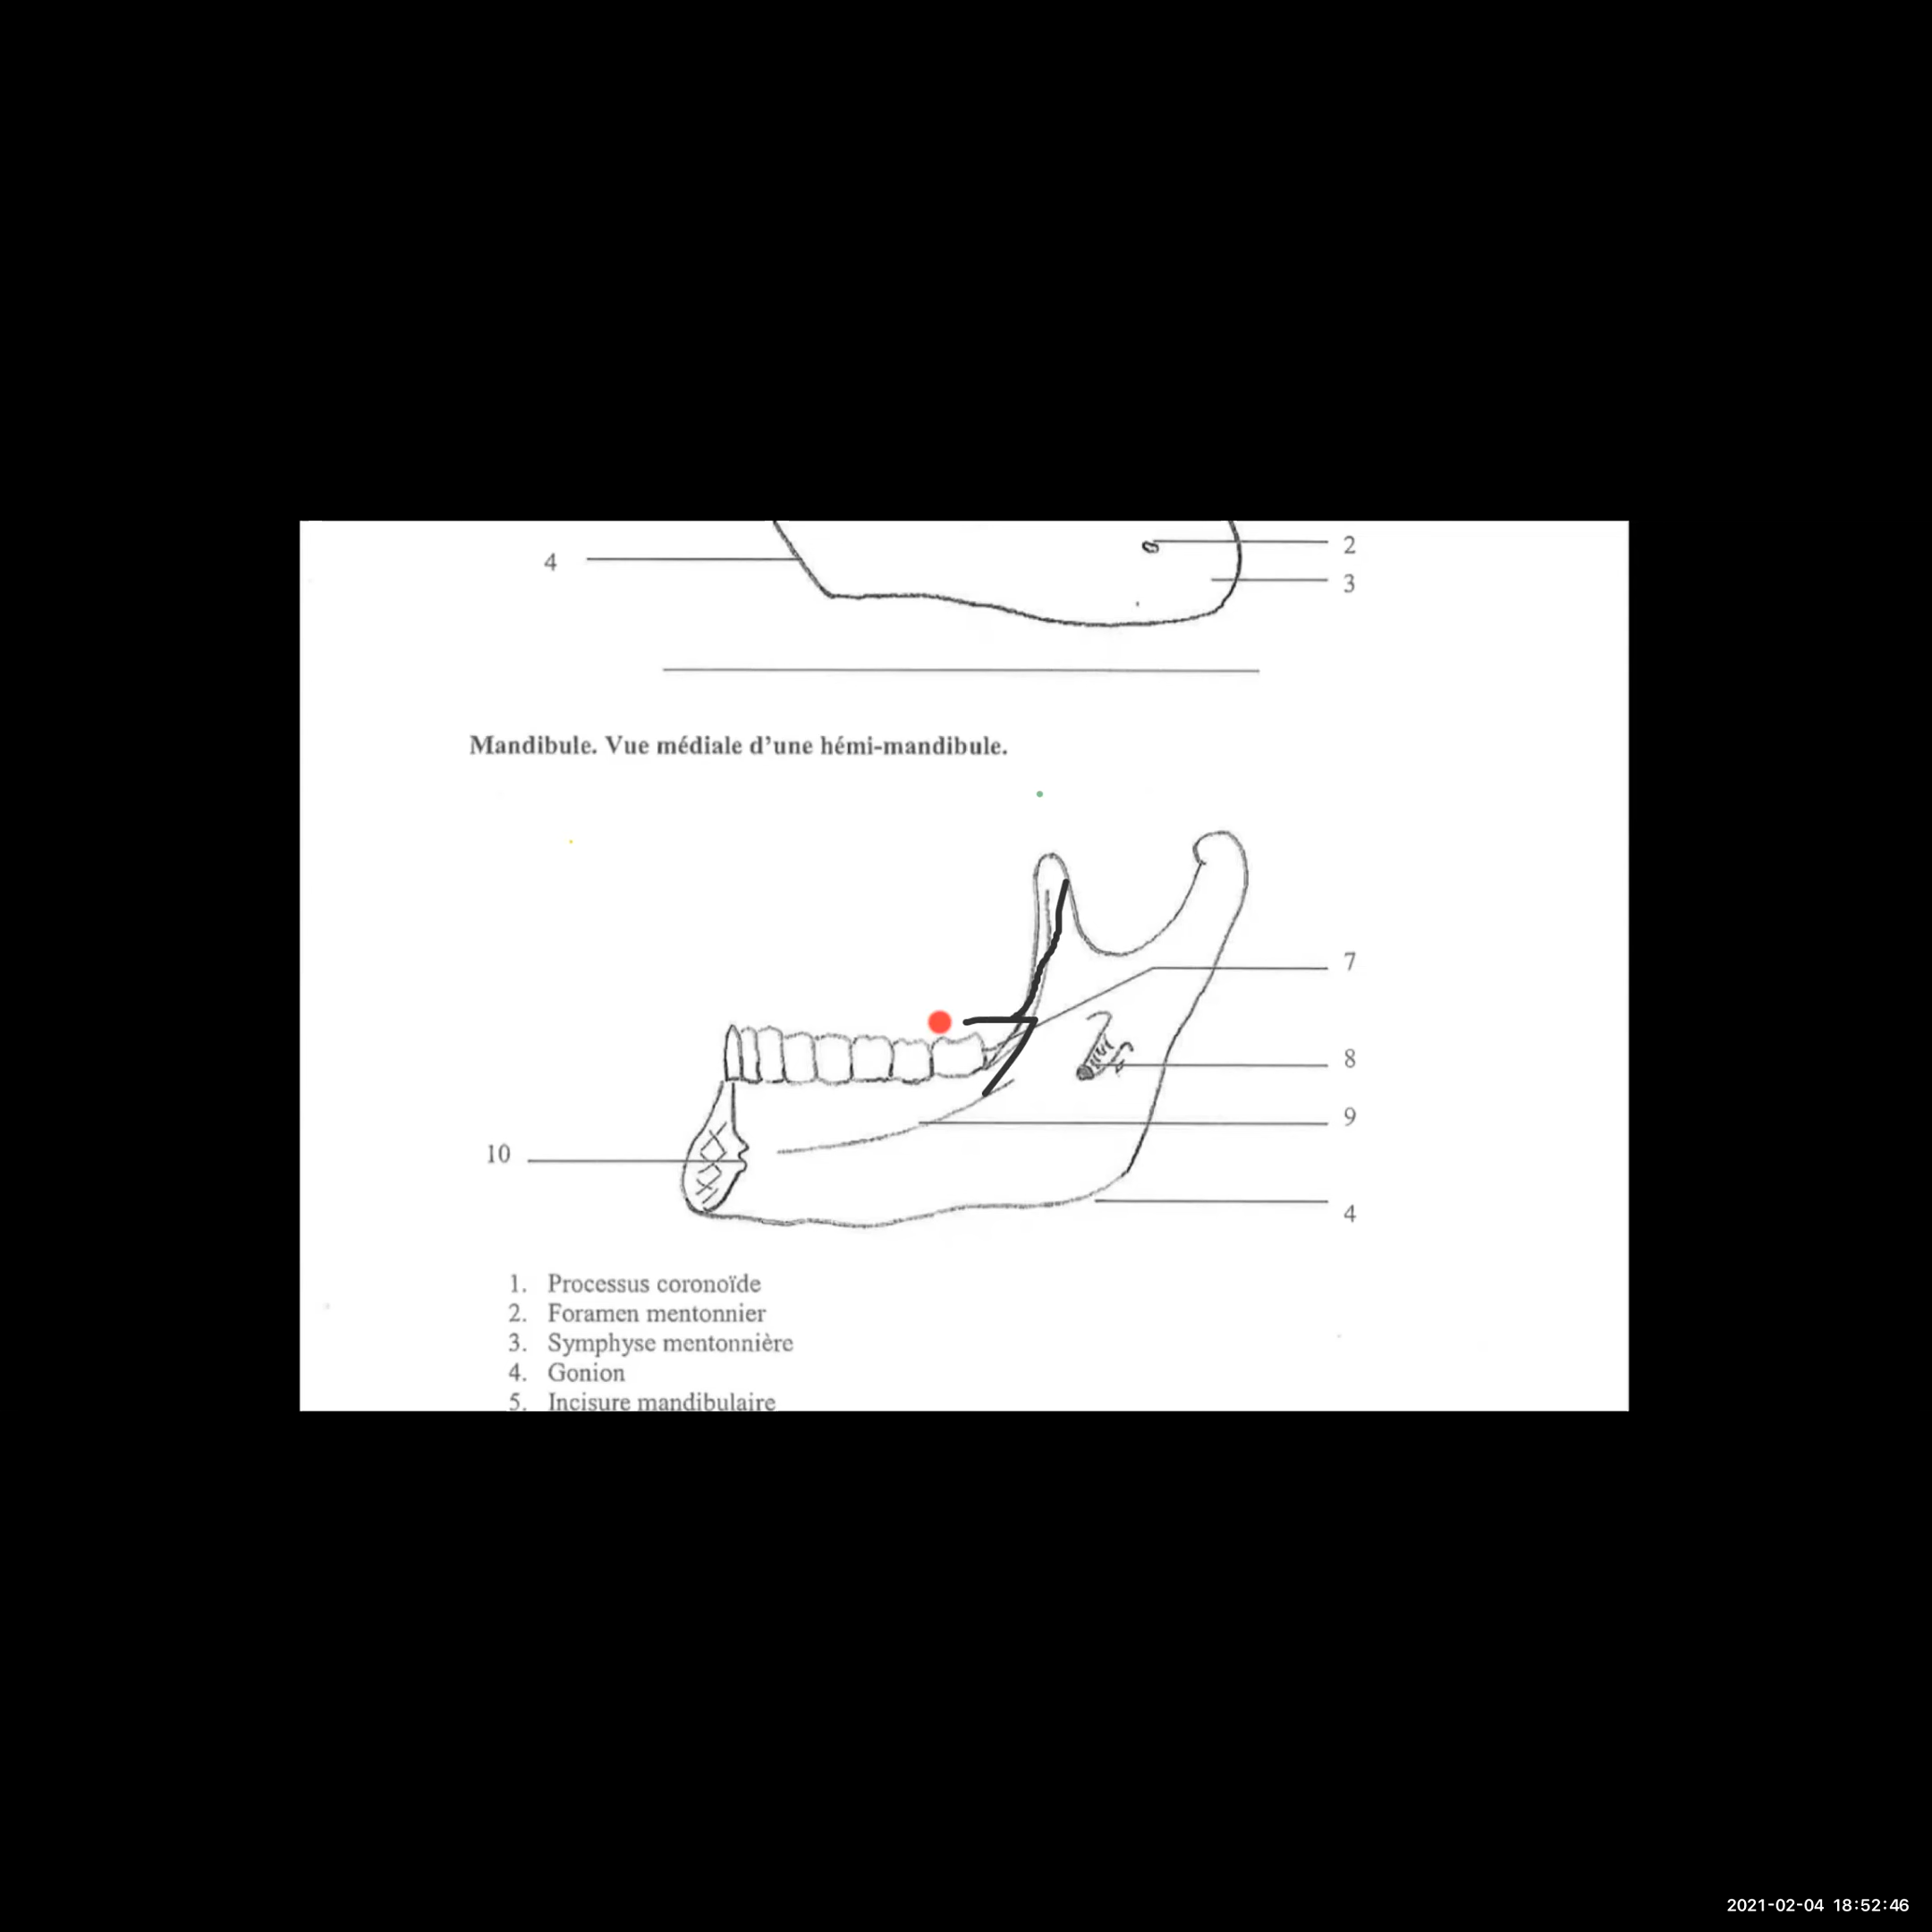 4
2
3
Mandibule. Vue médiale d'une hémi-mandibule.
7
8
9
10
4
1. Processus coronoïde
2. Foramen mentonnier
3. Symphyse mentonnière
4. Gonion
5. Incisure mandibulaire
2021-02-04 18:52:46